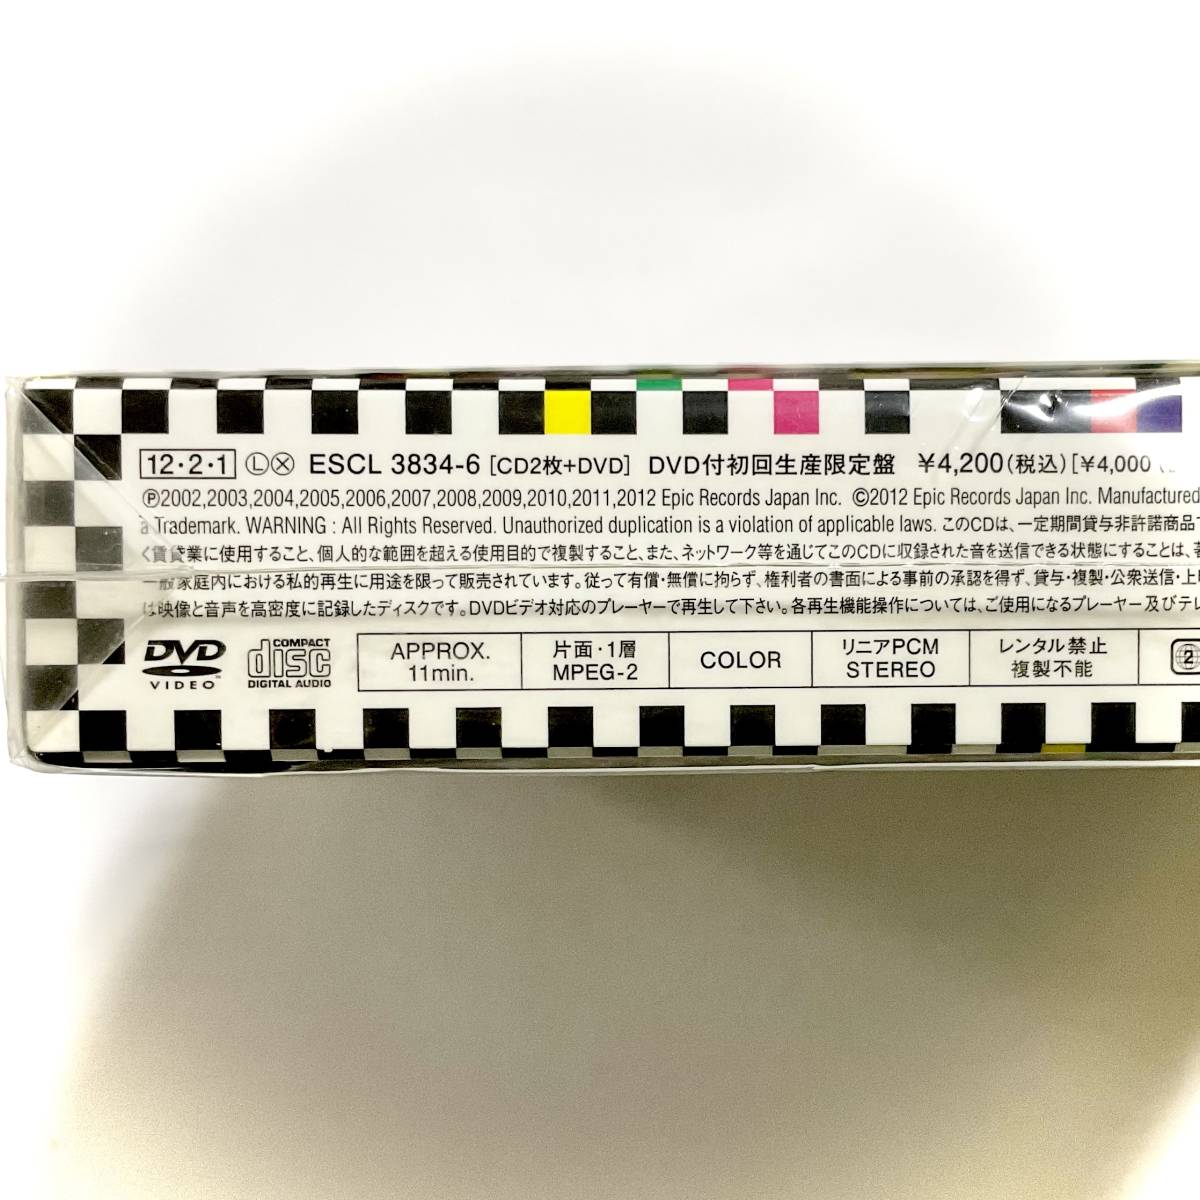 12・2・1 ⓁⓍ ESCL 3834-6 [CD2枚+DVD] DVD付初回生産限定盤 ¥4,200(税込)[¥4,000
Ⓟ2002,2003,2004,2005,2006,2007,2008,2009,2010,2011,2012 Epic Records Japan Inc. ©2012 Epic Records Japan Inc. Manufactured
a Trademark. WARNING : All Rights Reserved. Unauthorized duplication is a violation of applicable laws. このCDは、一定期間貸与非許諾商品で
く賃貸業に使用すること、個人的な範囲を超える使用目的で複製すること、また、ネットワーク等を通じてこのCDに収録された音を送信できる状態にすることは、著
一般家庭内における私的再生に用途を限って販売されています。従って有償・無償に拘らず、権利者の書面による事前の承認を得ず、貸与・複製・公衆送信・上
は映像と音声を高密度に記録したディスクです。DVDビデオ対応のプレーヤーで再生して下さい。各再生機能操作については、ご使用になるプレーヤー及びテレ
DVD VIDEO™ COMPACT disc DIGITAL AUDIO
APPROX. 11min.
片面・1層 MPEG-2
COLOR
リニアPCM STEREO
レンタル禁止 複製不能
2